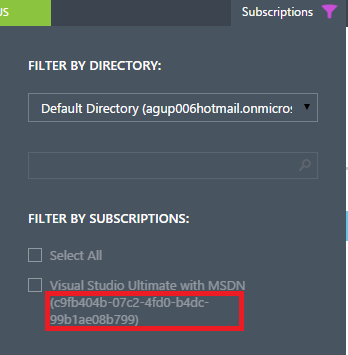 US
Subscriptions
FILTER BY DIRECTORY:
Default Directory (agup006hotmail.onmicros
FILTER BY SUBSCRIPTIONS:
Select All
Visual Studio Ultimate with MSDN
(c9fb404b-07c2-4fd0-b4dc-
99b1ae08b799)